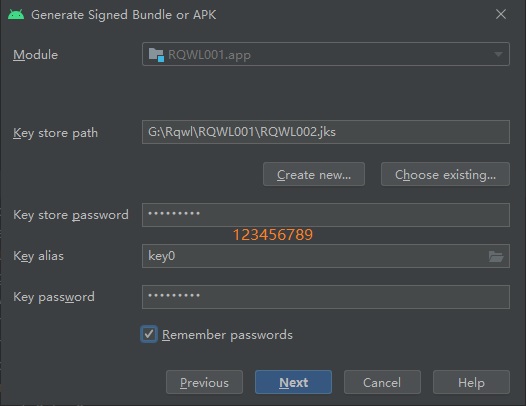 Generate Signed Bundle or APK
Module
RQWL001.app
Key store path
G:\Rqwl\RQWL001\RQWL002.jks
Create new... Choose existing...
Key store password •••••••••
123456789
Key alias key0
Key password •••••••••
Remember passwords
Previous Next Cancel Help